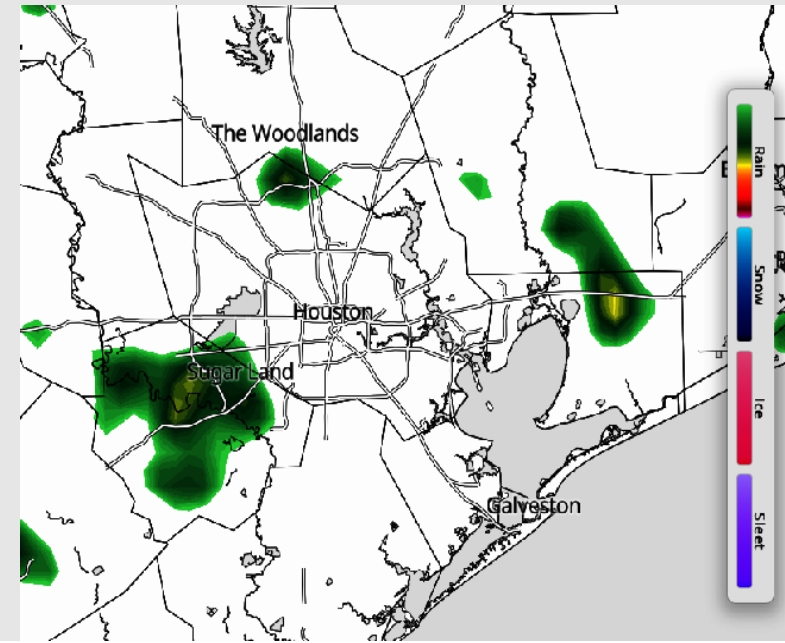 The Woodlands
Houston
Sugar Land
Galveston
Rain
Snow
Ice
Sleet